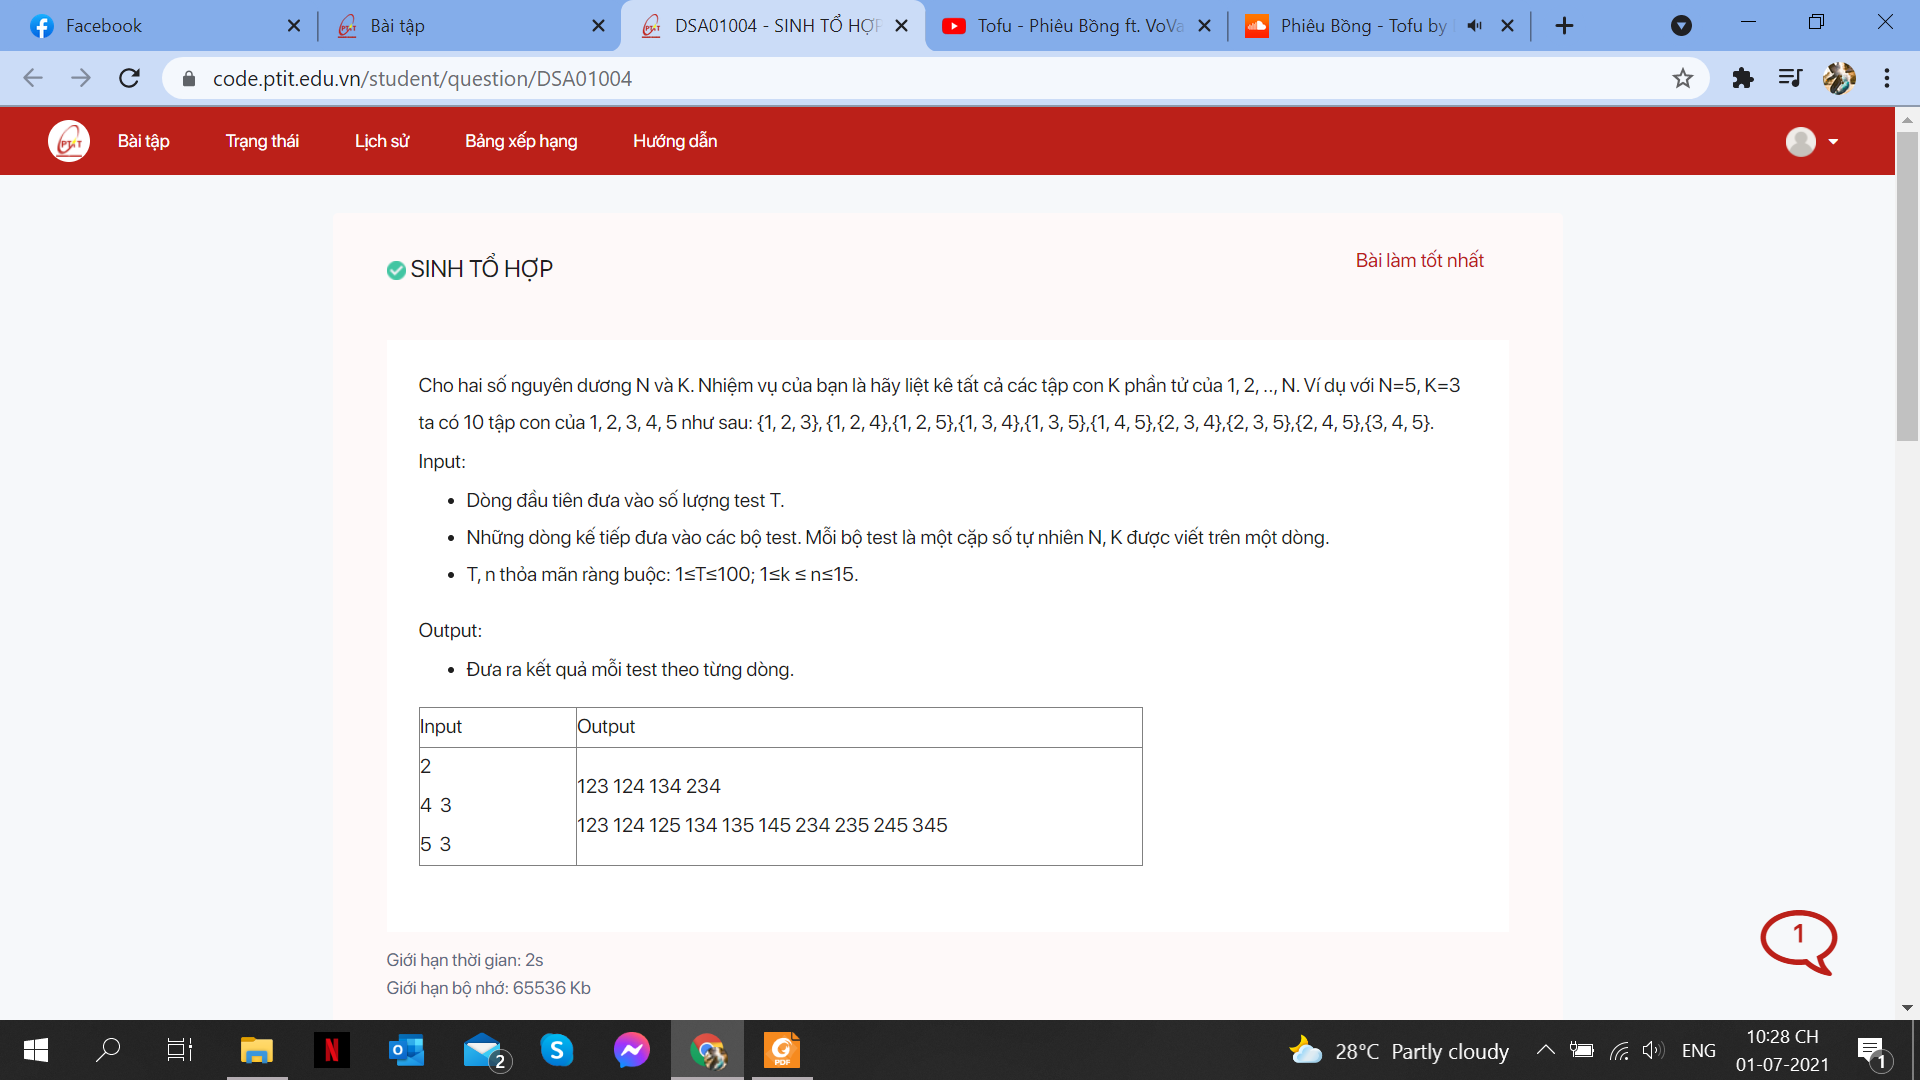 Facebook
Bài tập
DSA01004 - SINH TỔ HỢP
Tofu - Phiêu Bồng ft. VoVa
Phiêu Bồng - Tofu by
code.ptit.edu.vn/student/question/DSA01004
PTIT
Bài tập
Trạng thái
Lịch sử
Bảng xếp hạng
Hướng dẫn
SINH TỔ HỢP
Bài làm tốt nhất
Cho hai số nguyên dương N và K. Nhiệm vụ của bạn là hãy liệt kê tất cả các tập con K phần tử của 1, 2, .., N. Ví dụ với N=5, K=3
ta có 10 tập con của 1, 2, 3, 4, 5 như sau: {1, 2, 3}, {1, 2, 4},{1, 2, 5},{1, 3, 4},{1, 3, 5},{1, 4, 5},{2, 3, 4},{2, 3, 5},{2, 4, 5},{3, 4, 5}.
Input:
• Dòng đầu tiên đưa vào số lượng test T.
• Những dòng kế tiếp đưa vào các bộ test. Mỗi bộ test là một cặp số tự nhiên N, K được viết trên một dòng.
• T, n thỏa mãn ràng buộc: 1≤T≤100; 1≤k ≤ n≤15.
Output:
• Đưa ra kết quả mỗi test theo từng dòng.
Input Output
2
4 3
5 3
123 124 134 234
123 124 125 134 135 145 234 235 245 345
1
Giới hạn thời gian: 2s
Giới hạn bộ nhớ: 65536 Kb
2
28°C Partly cloudy
ENG
10:28 CH
01-07-2021
1